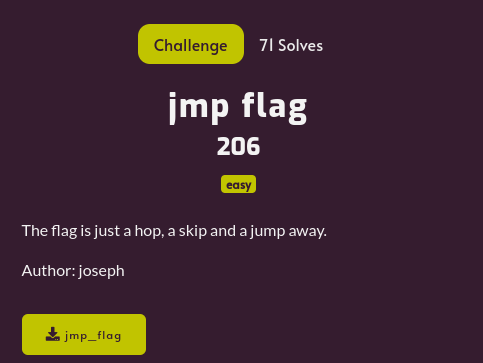 Challenge 71 Solves
jmp flag
206
easy
The flag is just a hop, a skip and a jump away.
Author: joseph
jmp_flag